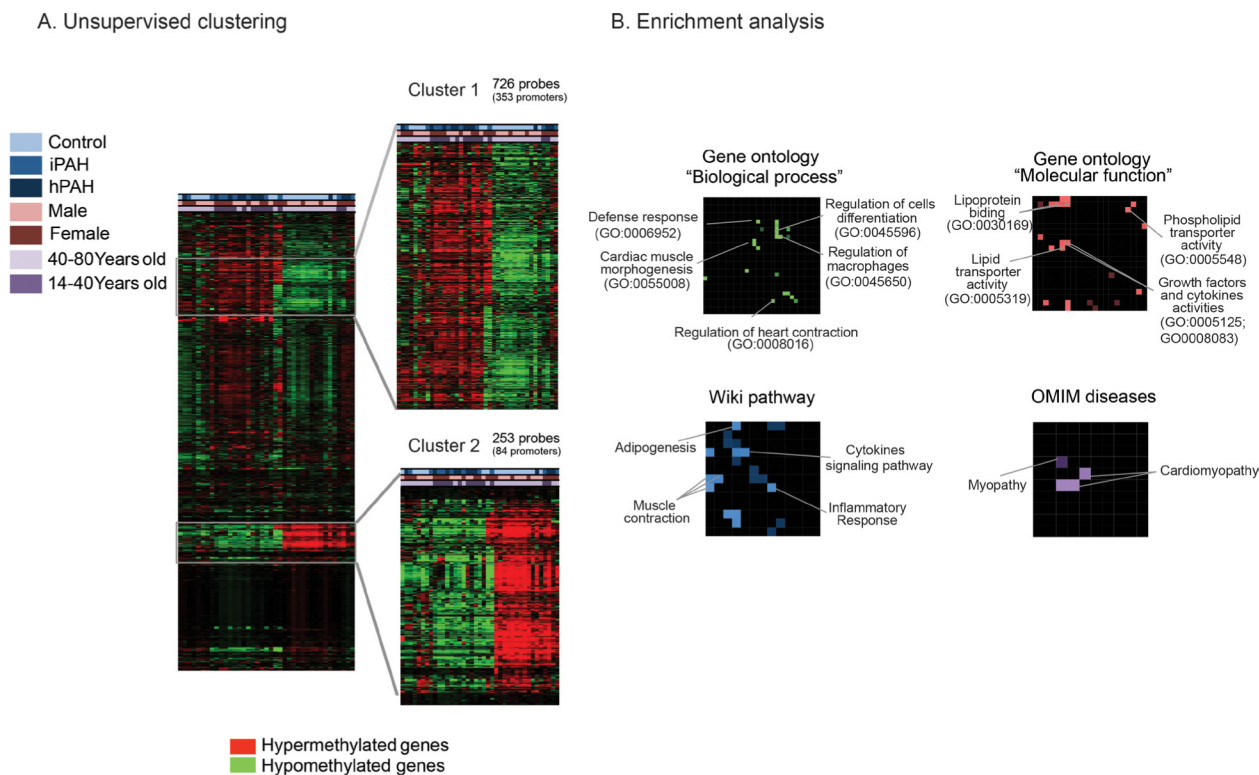 A. Unsupervised clustering
Control
iPAH
hPAH
Male
Female
40-80Years old
14-40Years old
Cluster 1
726 probes
(353 promoters)
Cluster 2
253 probes
(84 promoters)
Hypermethylated genes
Hypomethylated genes
B. Enrichment analysis
Gene ontology
“Biological process”
Defense response
(GO:0006952)
Cardiac muscle
morphogenesis
(GO:0055008)
Regulation of cells
differentiation
(GO:0045596)
Regulation of
macrophages
(GO:0045650)
Regulation of heart contraction
(GO:0008016)
Gene ontology
“Molecular function”
Lipoprotein
biding
(GO:0030169)
Lipid
transporter
activity
(GO:0005319)
Phospholipid
transporter
activity
(GO:0005548)
Growth factors
and cytokines
activities
(GO:0005125;
GO0008083)
Wiki pathway
Adipogenesis
Muscle
contraction
Cytokines
signaling pathway
Inflammatory
Response
OMIM diseases
Myopathy
Cardiomyopathy